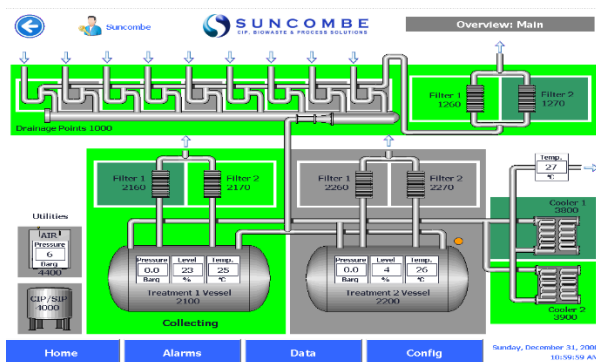 Suncombe
SUNCOMBE
CIP, BIOWASTE & PROCESS SOLUTIONS
Overview: Main
Filter 1
1260
Filter 2
1270
Drainage Points 1000
Filter 1
2160
Filter 2
2170
Filter 1
2260
Filter 2
2270
Temp.
27
°C
Utilities
AIR
Pressure
6
Barg
4400
CIP/SIP
4000
Pressure Level Temp.
0.0 23 25
Barg % °C
Treatment 1 Vessel
2100
Collecting
Pressure Level Temp.
0.0 4 26
Barg % °C
Treatment 2 Vessel
2200
Cooler 1
3800
Cooler 2
3900
Home
Alarms
Data
Config
Sunday, December 31, 200
10:59:59 AM